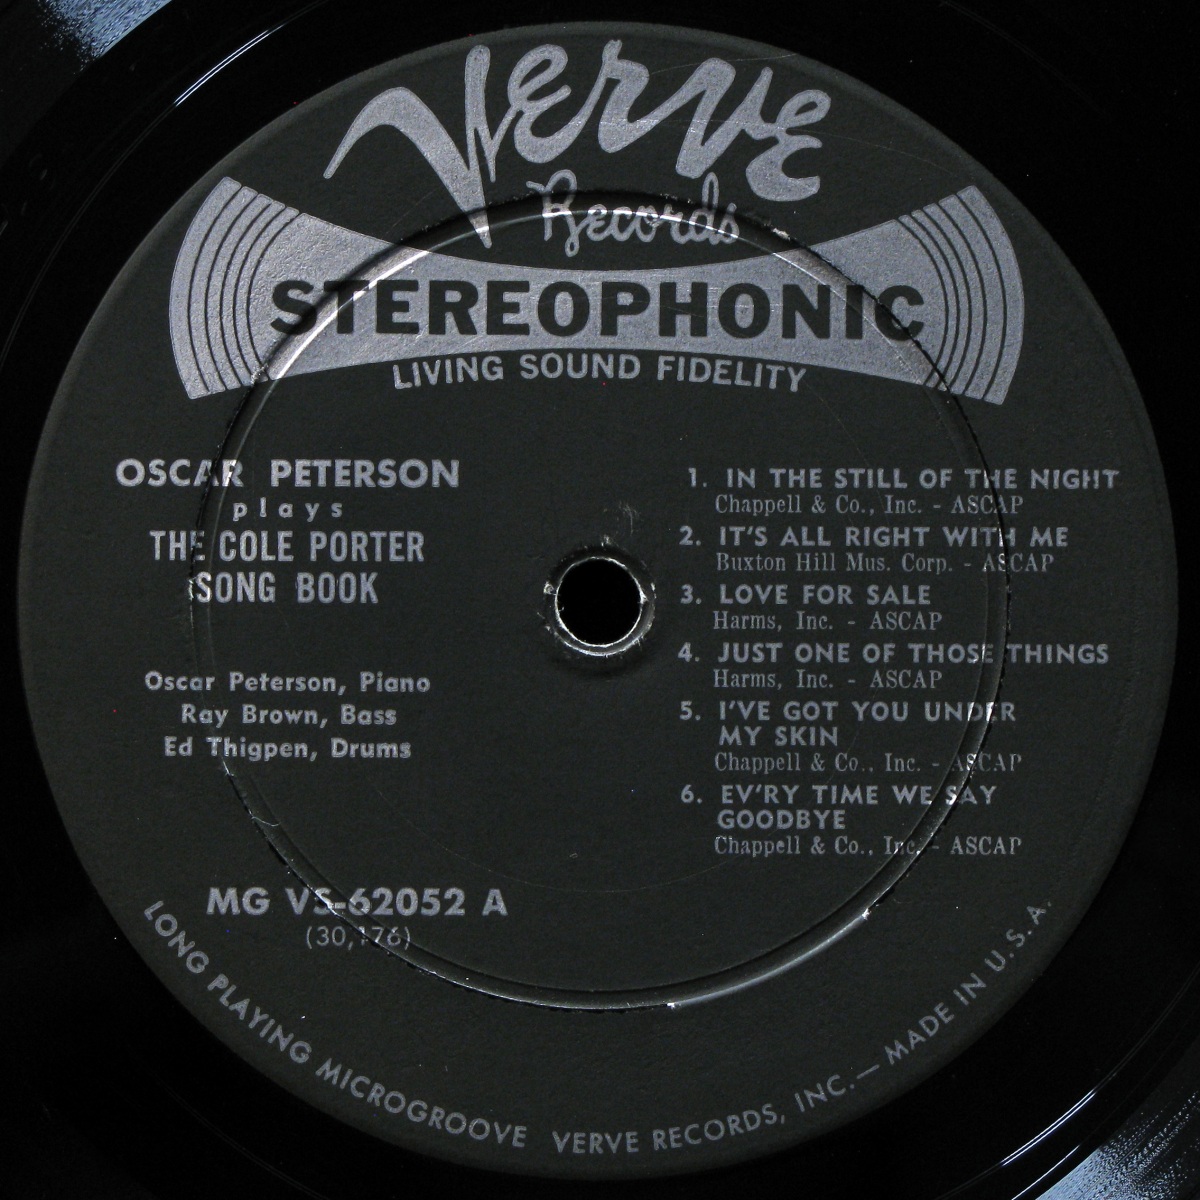 Verve
Records
STEREOPHONIC
LIVING SOUND FIDELITY
OSCAR PETERSON
plays
THE COLE PORTER
SONG BOOK
Oscar Peterson, Piano
Ray Brown, Bass
Ed Thigpen, Drums
MG VS-62052 A
(30,176)
1. IN THE STILL OF THE NIGHT
Chappell & Co., Inc. - ASCAP
2. IT'S ALL RIGHT WITH ME
Buxton Hill Mus. Corp. - ASCAP
3. LOVE FOR SALE
Harms, Inc. - ASCAP
4. JUST ONE OF THOSE THINGS
Harms, Inc. - ASCAP
5. I'VE GOT YOU UNDER
MY SKIN
Chappell & Co., Inc. - ASCAP
6. EV'RY TIME WE SAY
GOODBYE
Chappell & Co., Inc. - ASCAP
LONG PLAYING MICROGROOVE VERVE RECORDS, INC. — MADE IN U.S.A.